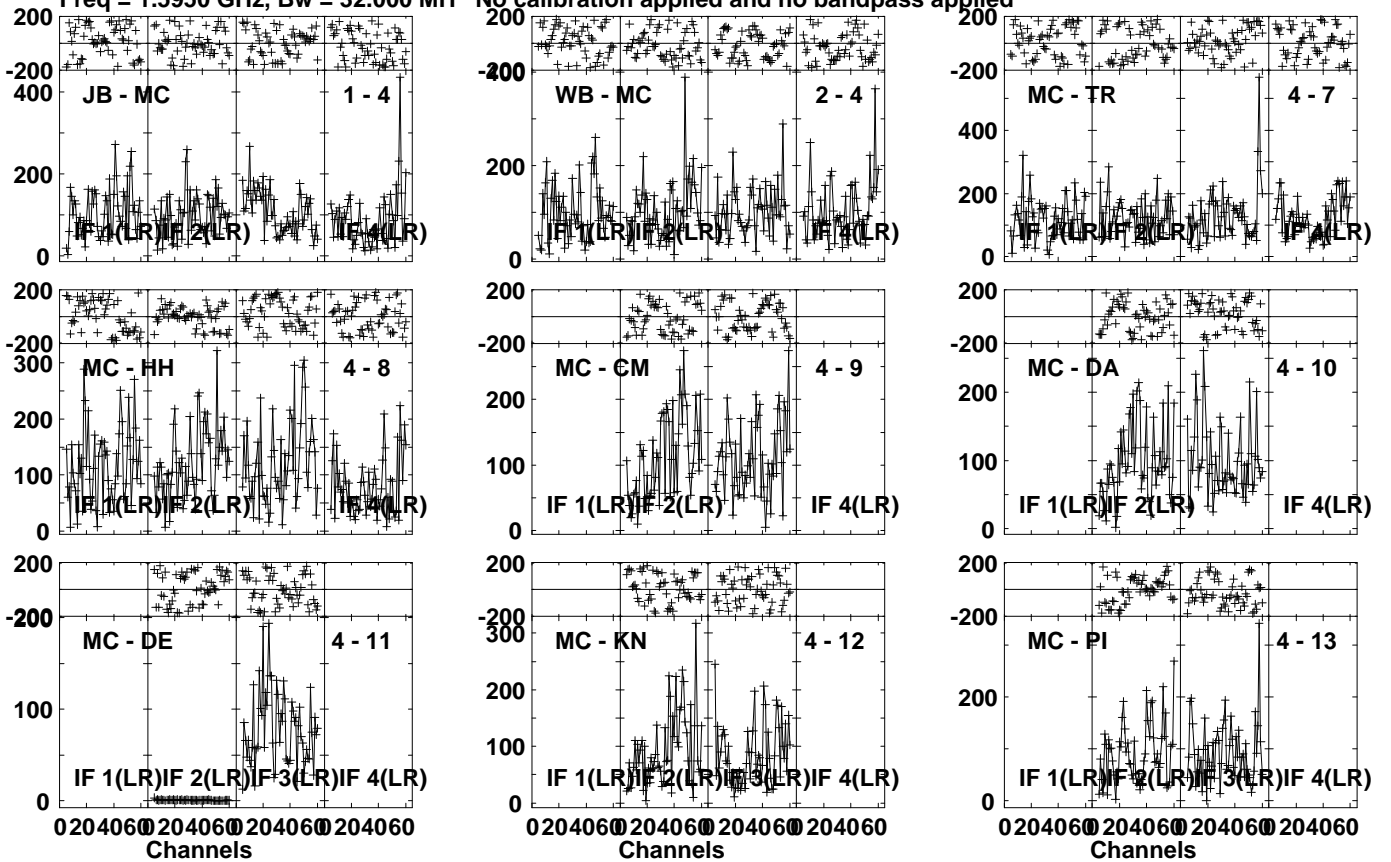 Freq = 1.5950 GHz, Bw = 32.000 MH No calibration applied and no bandpass applied
200
-200
400
200
0
JB - MC 1 - 4
IF 1(LR) IF 2(LR) IF 4(LR)
200
-200
400
200
0
WB - MC 2 - 4
IF 1(LR) IF 2(LR) IF 4(LR)
200
-200
400
200
0
MC - TR 4 - 7
IF 1(LR) IF 2(LR) IF 4(LR)
200
-200
300
200
100
0
MC - HH 4 - 8
IF 1(LR) IF 2(LR) IF 4(LR)
200
-200
200
100
0
MC - CM 4 - 9
IF 1(LR) IF 2(LR) IF 4(LR)
200
-200
200
100
0
MC - DA 4 - 10
IF 1(LR) IF 2(LR) IF 4(LR)
200
-200
200
100
0
MC - DE 4 - 11
IF 1(LR) IF 2(LR) IF 3(LR) IF 4(LR)
0 20 40 60 0 20 40 60 0 20 40 60 0 20 40 60
Channels
200
-200
300
200
100
0
MC - KN 4 - 12
IF 1(LR) IF 2(LR) IF 3(LR) IF 4(LR)
0 20 40 60 0 20 40 60 0 20 40 60 0 20 40 60
Channels
200
-200
200
0
MC - PI 4 - 13
IF 1(LR) IF 2(LR) IF 3(LR) IF 4(LR)
0 20 40 60 0 20 40 60 0 20 40 60 0 20 40 60
Channels